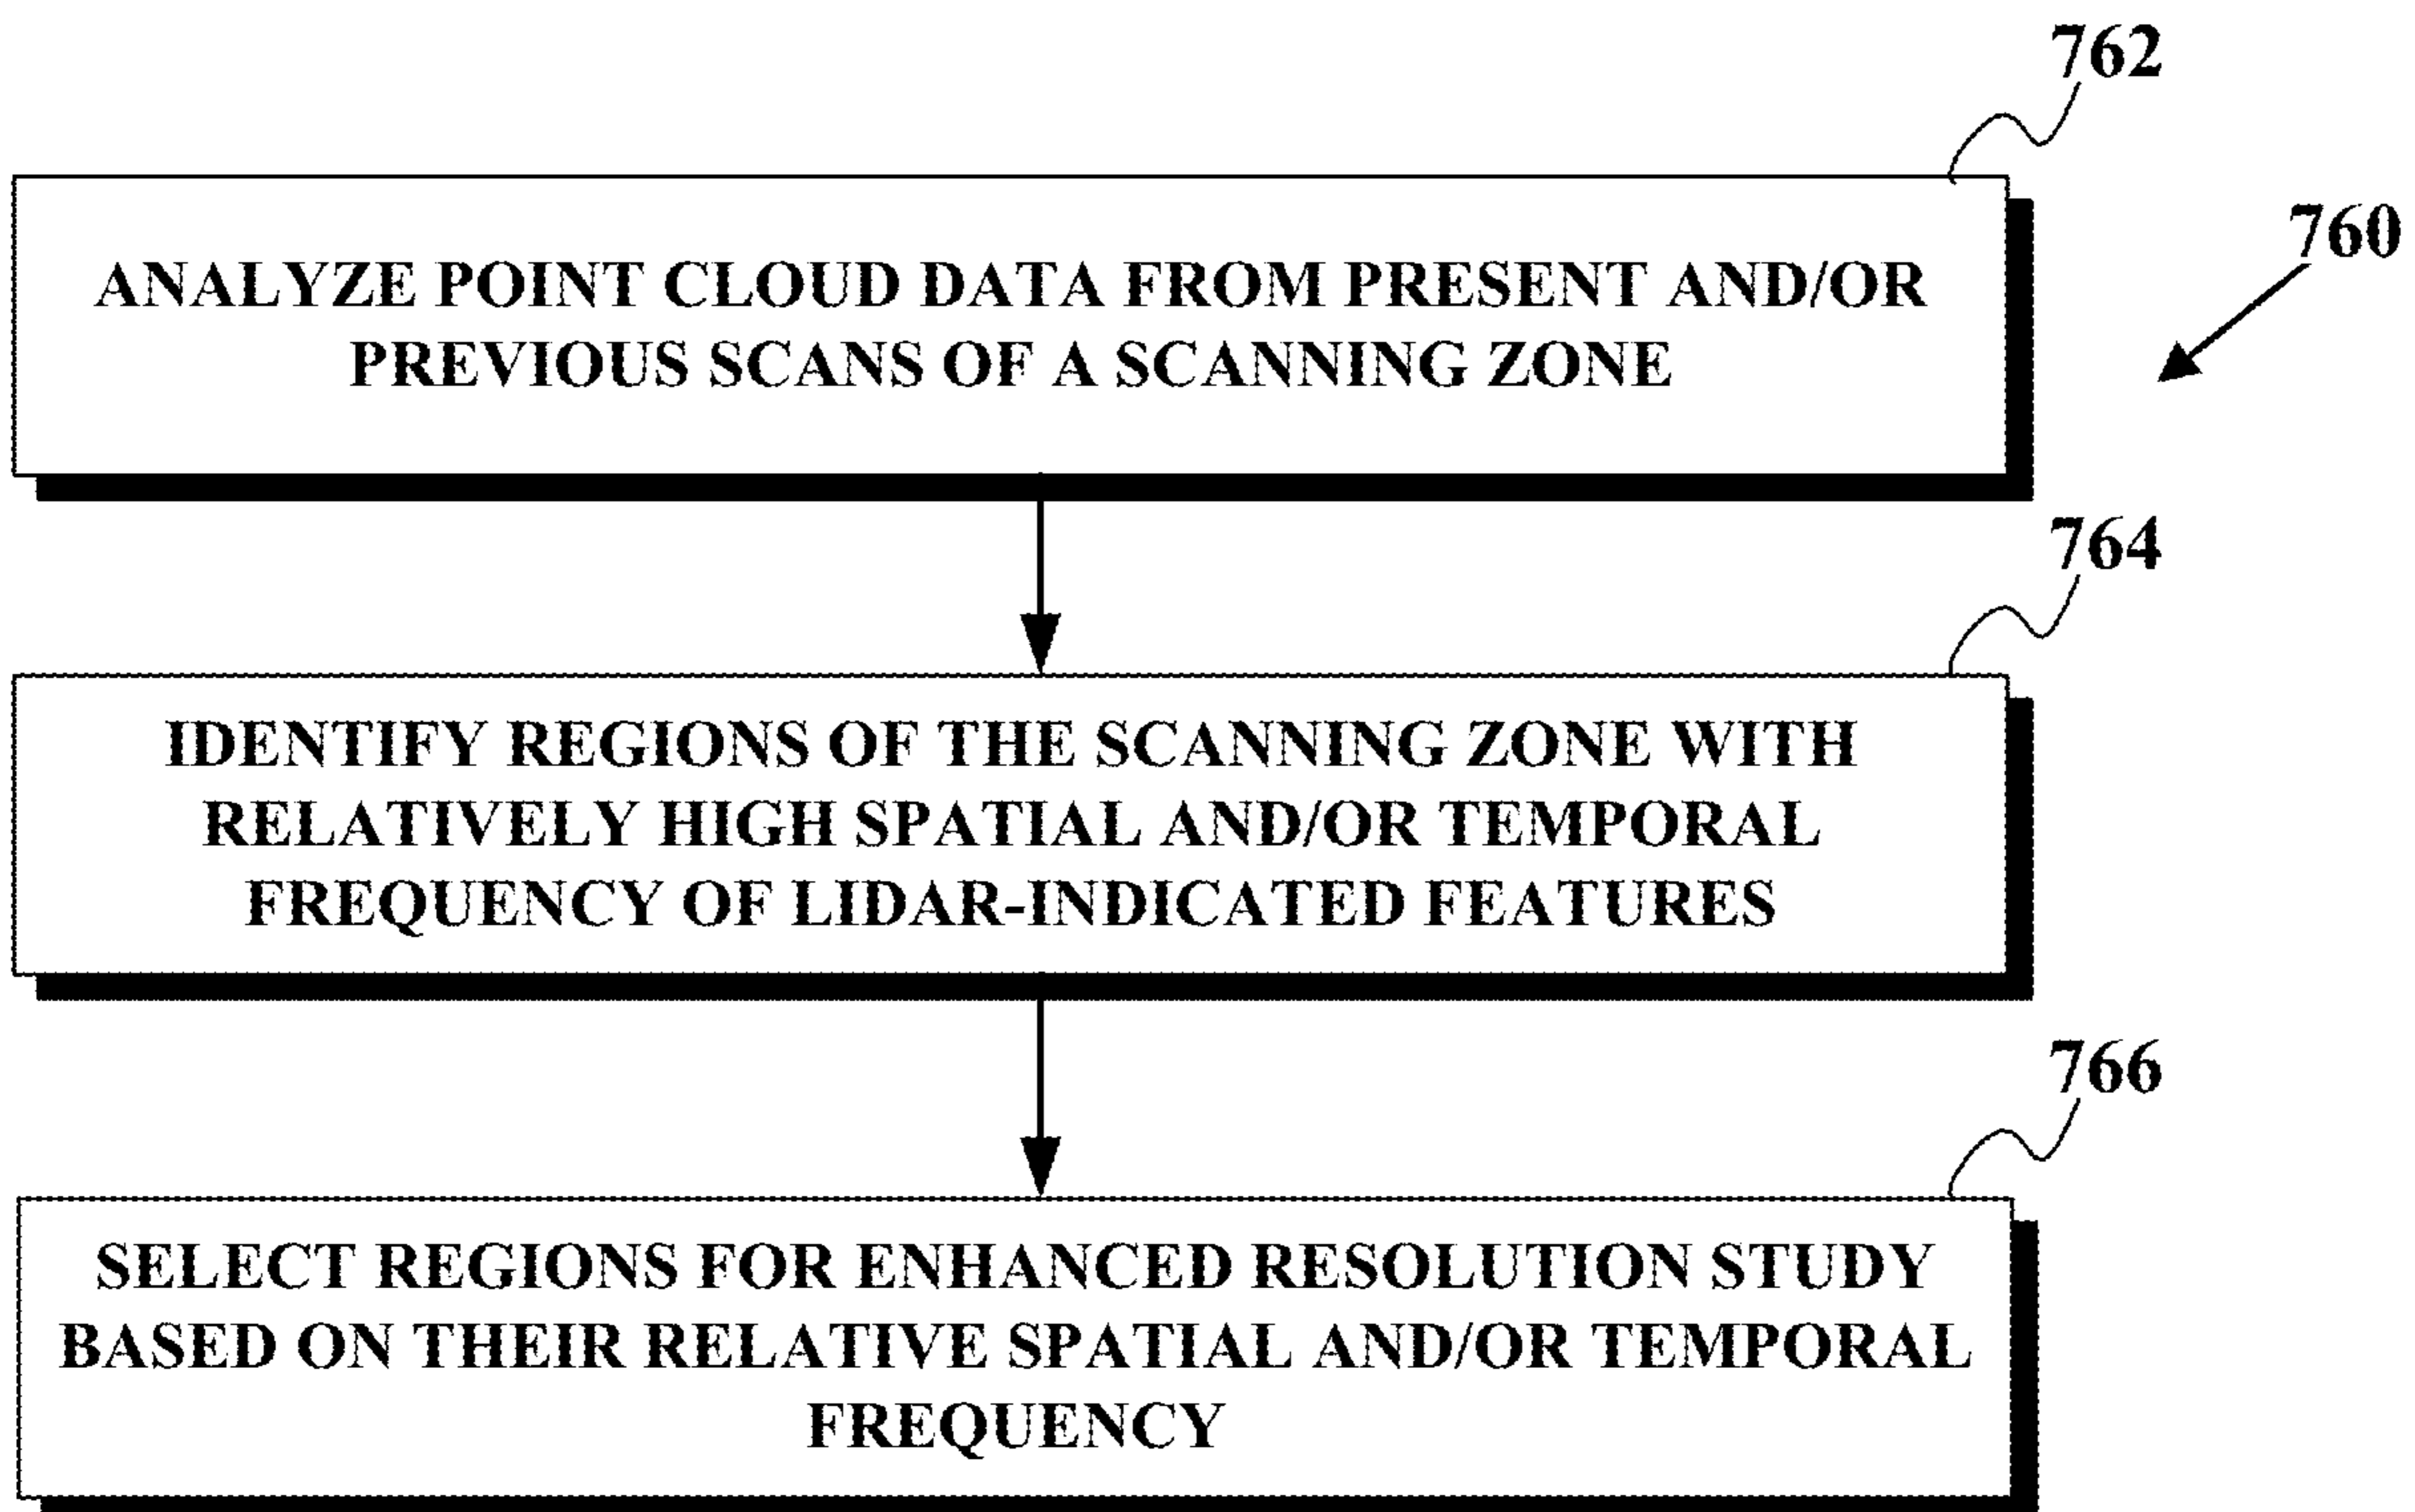 762
760
ANALYZE POINT CLOUD DATA FROM PRESENT AND/OR
PREVIOUS SCANS OF A SCANNING ZONE
764
IDENTIFY REGIONS OF THE SCANNING ZONE WITH
RELATIVELY HIGH SPATIAL AND/OR TEMPORAL
FREQUENCY OF LIDAR-INDICATED FEATURES
766
SELECT REGIONS FOR ENHANCED RESOLUTION STUDY
BASED ON THEIR RELATIVE SPATIAL AND/OR TEMPORAL
FREQUENCY